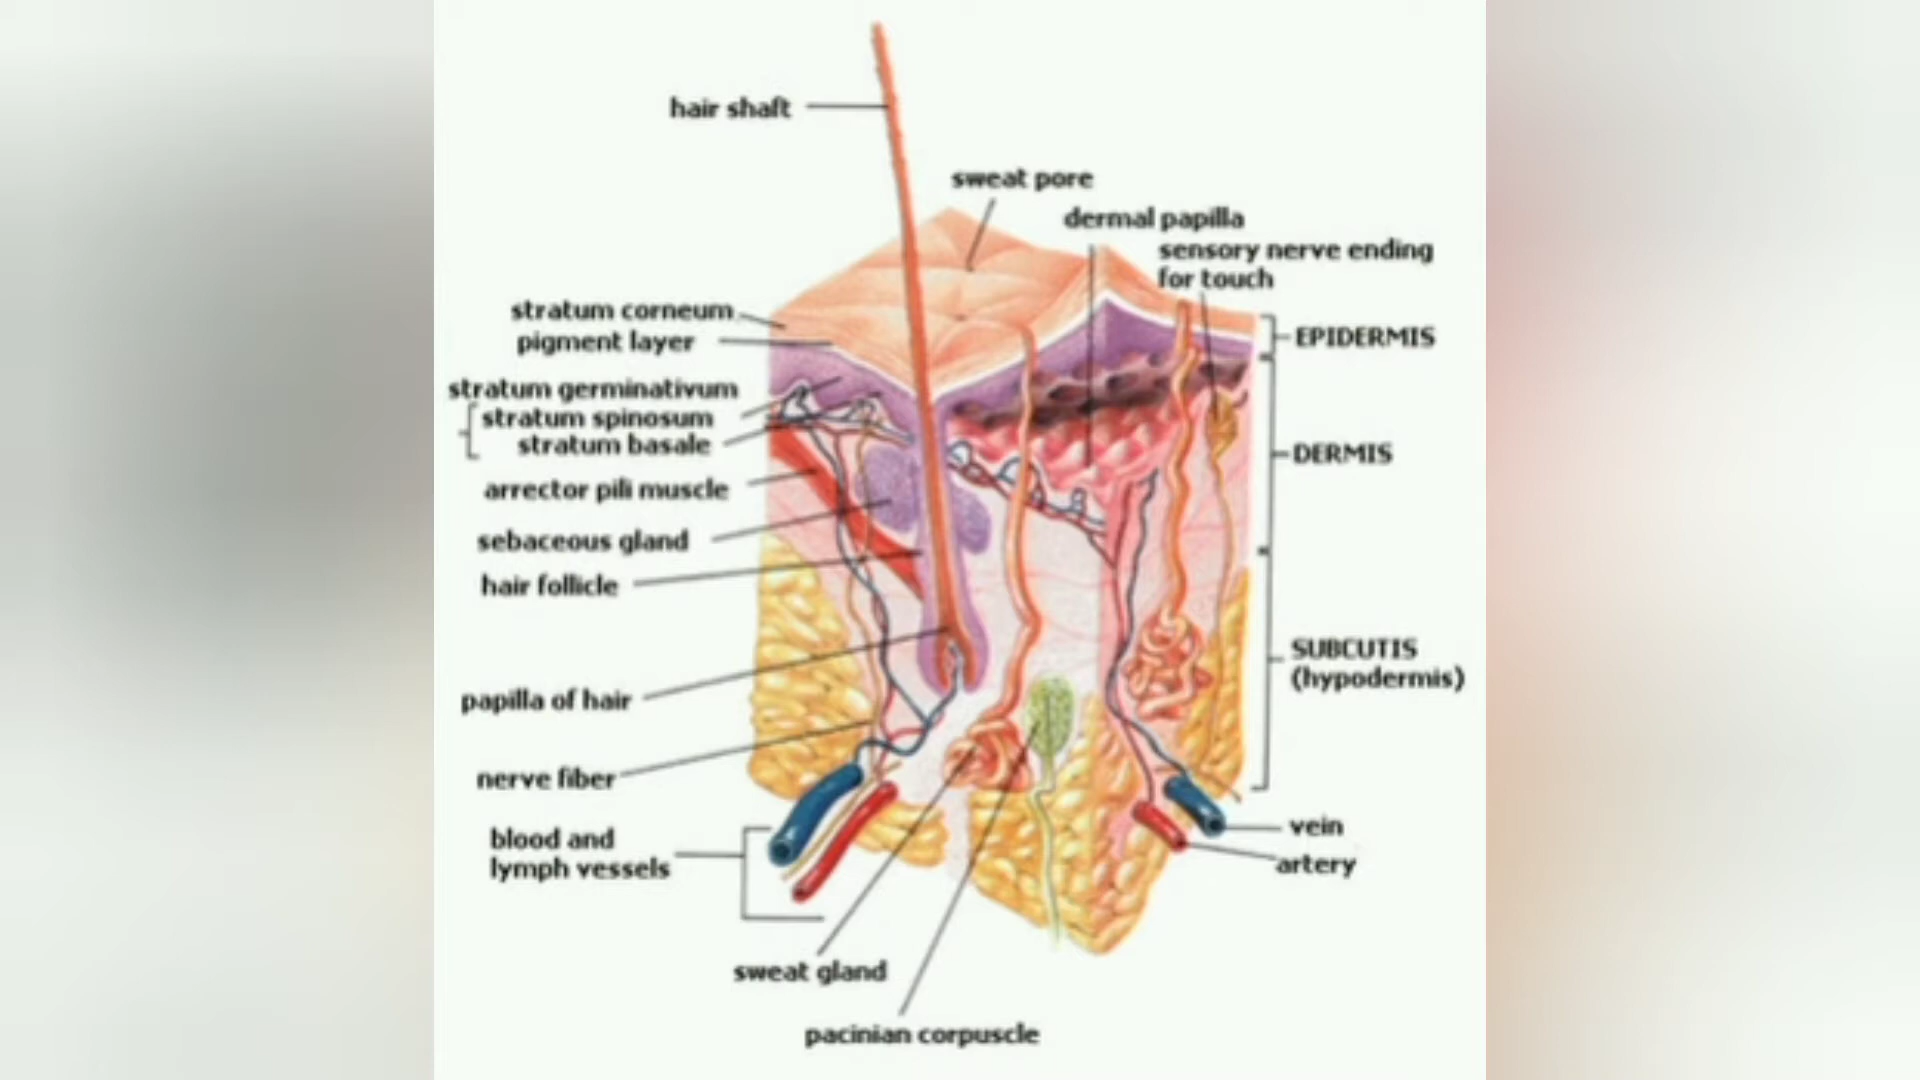 hair shaft
sweat pore
dermal papilla
sensory nerve ending
for touch
stratum corneum
pigment layer
stratum germinativum
stratum spinosum
stratum basale
arrector pili muscle
sebaceous gland
hair follicle
papilla of hair
nerve fiber
blood and
lymph vessels
sweat gland
pacinian corpuscle
EPIDERMIS
DERMIS
SUBCUTIS
(hypodermis)
vein
artery